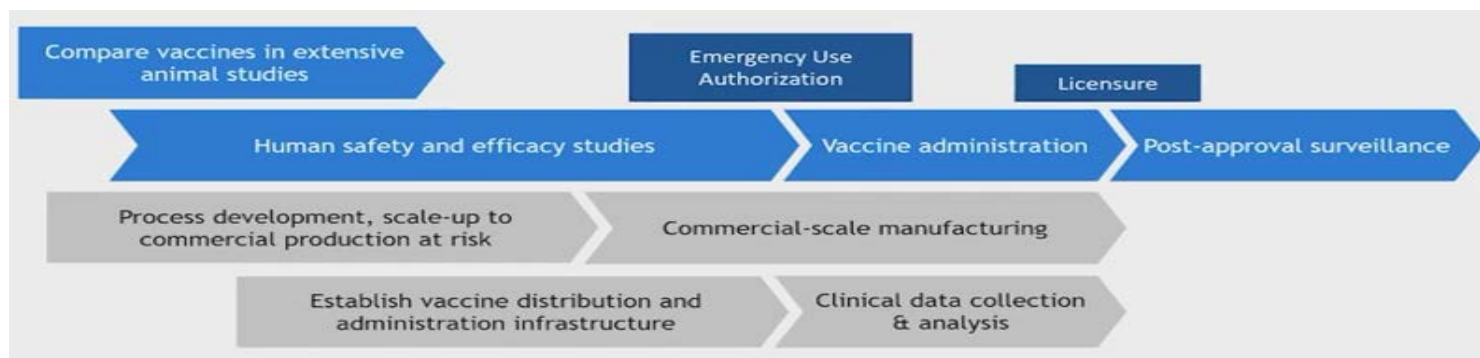 Compare vaccines in extensive
animal studies
Emergency Use
Authorization
Licensure
Human safety and efficacy studies
Vaccine administration
Post-approval surveillance
Process development, scale-up to
commercial production at risk
Commercial-scale manufacturing
Establish vaccine distribution and
administration infrastructure
Clinical data collection
& analysis